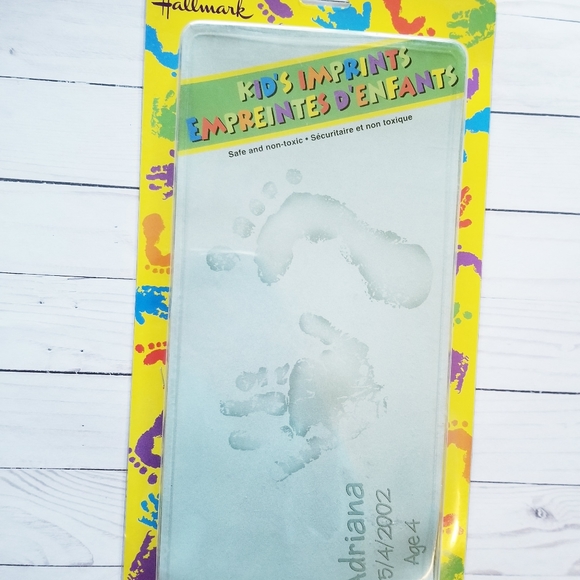 Hallmark
KID'S IMPRINTS
EMPREINTES D'ENFANTS
Safe and non-toxic • Sécuritaire et non toxique
Adriana
5/4/2002
Age 4